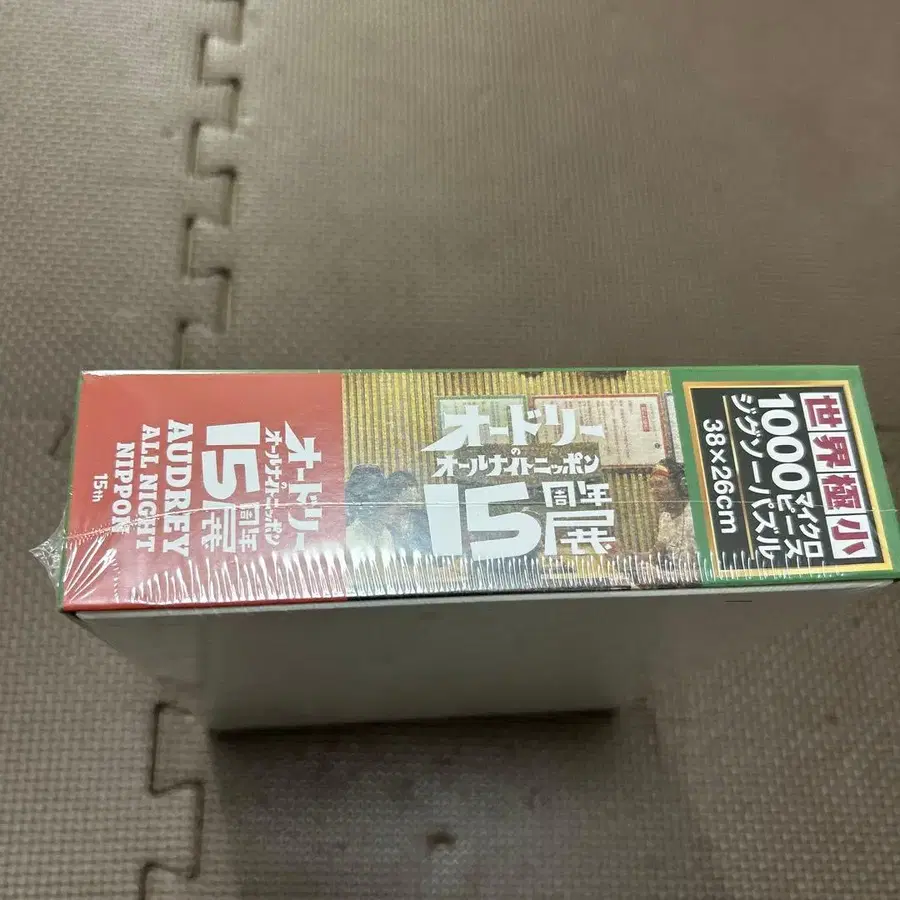 オードリー
の
オールナイトニッポン
15周年展
AUDREY
ALL NIGHT
NIPPON
15th
オードリー
の
オールナイトニッポン
15周年展
世界極小
1000マイクロピース
ジグソーパズル
38×26cm